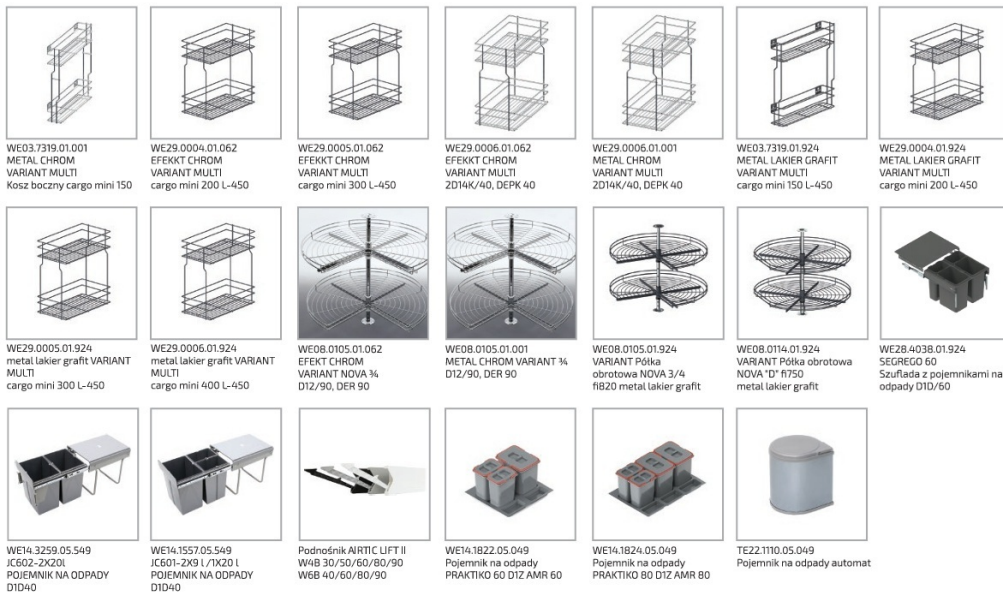 WE03.7319.01.001
METAL CHROM
VARIANT MULTI
Kosz boczny cargo mini 150
WE29.0004.01.062
EFEKKT CHROM
VARIANT MULTI
cargo mini 200 L-450
WE29.0005.01.062
EFEKKT CHROM
VARIANT MULTI
cargo mini 300 L-450
WE29.0006.01.062
EFEKKT CHROM
VARIANT MULTI
2D14K/40, DEPK 40
WE29.0006.01.001
METAL CHROM
VARIANT MULTI
2D14K/40, DEPK 40
WE03.7319.01.924
METAL LAKIER GRAFIT
VARIANT MULTI
cargo mini 150 L-450
WE29.0004.01.924
METAL LAKIER GRAFIT
VARIANT MULTI
cargo mini 200 L-450
WE29.0005.01.924
metal lakier grafit VARIANT
MULTI
cargo mini 300 L-450
WE29.0006.01.924
metal lakier grafit VARIANT
MULTI
cargo mini 400 L-450
WE08.0105.01.062
EFEKT CHROM
VARIANT NOVA ¾
D12/90, DER 90
WE08.0105.01.001
METAL CHROM VARIANT ¾
D12/90, DER 90
WE08.0105.01.924
VARIANT Półka
obrotowa NOVA 3/4
fi820 metal lakier grafit
WE08.0114.01.924
VARIANT Półka obrotowa
NOVA "D" fi750
metal lakier grafit
WE28.4038.01.924
SEGREGO 60
Szuflada z pojemnikami na
odpady D1D/60
WE14.3259.05.549
JC602-2X20l
POJEMNIK NA ODPADY
D1D40
WE14.1557.05.549
JC601-2X9 l /1X20 l
POJEMNIK NA ODPADY
D1D40
Podnośnik AIRTIC LIFT II
W4B 30/50/60/80/90
W6B 40/60/80/90
WE14.1822.05.049
Pojemnik na odpady
PRAKTIKO 60 D1Z AMR 60
WE14.1824.05.049
Pojemnik na odpady
PRAKTIKO 80 D1Z AMR 80
TE22.1110.05.049
Pojemnik na odpady automat